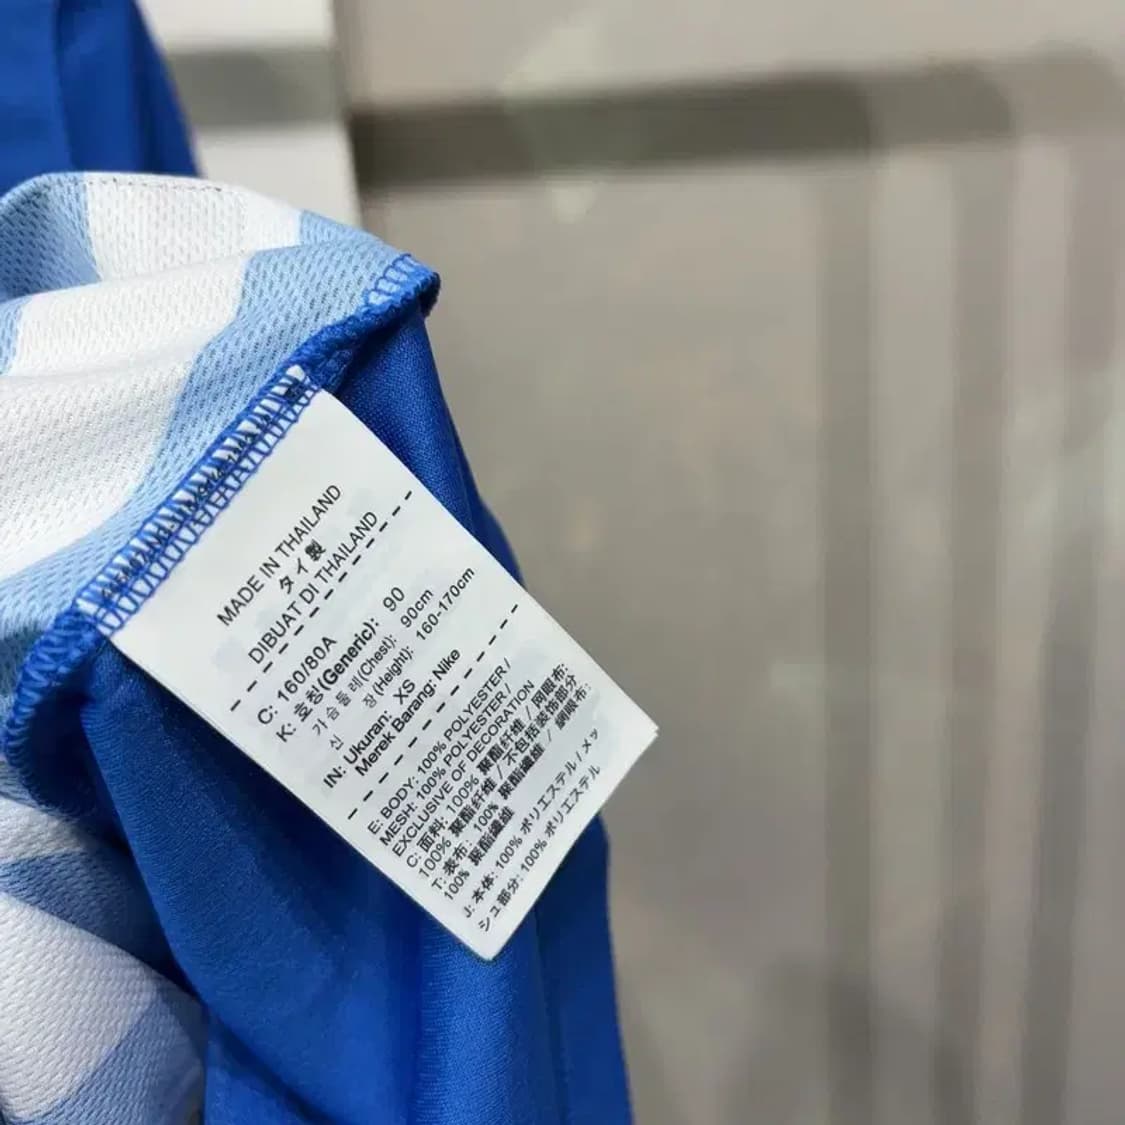 MADE IN THAILAND
タイ製
DIBUAT DI THAILAND
C: 160/80A
K: 호칭(Generic): 90
가슴둘레(Chest): 90cm
신 장(Height): 160-170cm
IN: Ukuran: XS
Merek Barang: Nike
E: BODY: 100% POLYESTER /
MESH: 100% POLYESTER /
EXCLUSIVE OF DECORATION
C: 面料: 100% 聚酯纤维 / 网眼布:
100% 聚酯纤维 / 不包括装饰部分
T: 表布: 100% 聚酯纖維 / 網眼布:
100% 聚酯纖維
J: 本体: 100% ポリエステル / メッ
シュ部分: 100% ポリエステル